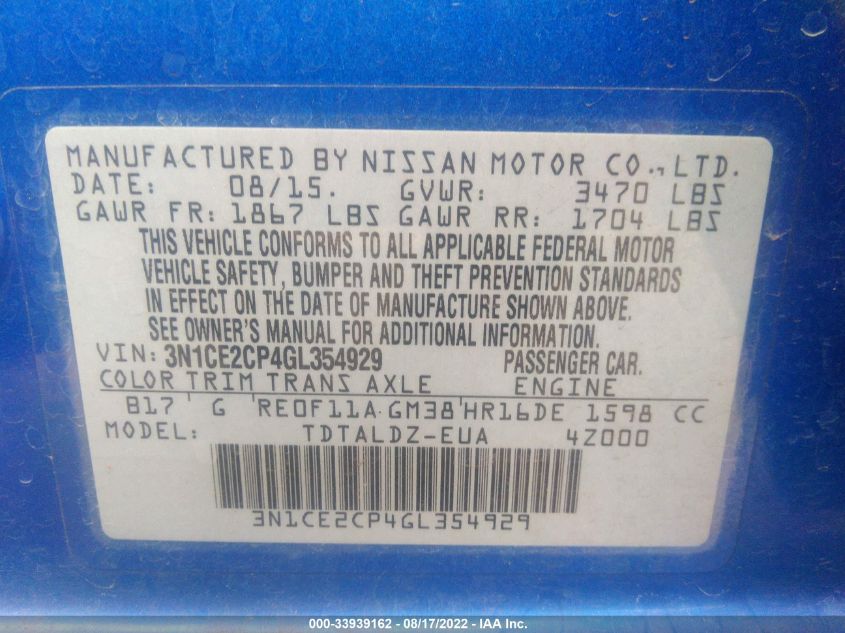 MANUFACTURED BY NISSAN MOTOR CO., LTD.
DATE: 08/15. GVWR: 3470 LBS
GAWR FR: 1867 LBS GAWR RR: 1704 LBS
THIS VEHICLE CONFORMS TO ALL APPLICABLE FEDERAL MOTOR
VEHICLE SAFETY, BUMPER AND THEFT PREVENTION STANDARDS
IN EFFECT ON THE DATE OF MANUFACTURE SHOWN ABOVE.
SEE OWNER'S MANUAL FOR ADDITIONAL INFORMATION.
VIN: 3N1CE2CP4GL354929 PASSENGER CAR.
COLOR TRIM TRANS AXLE ENGINE
B17 G RE0F11A GM38 HR16DE 1598 CC
MODEL: TDTALDZ-EUA 4Z000
3N1CE2CP4GL354929
000-33939162 - 08/17/2022 - IAA Inc.